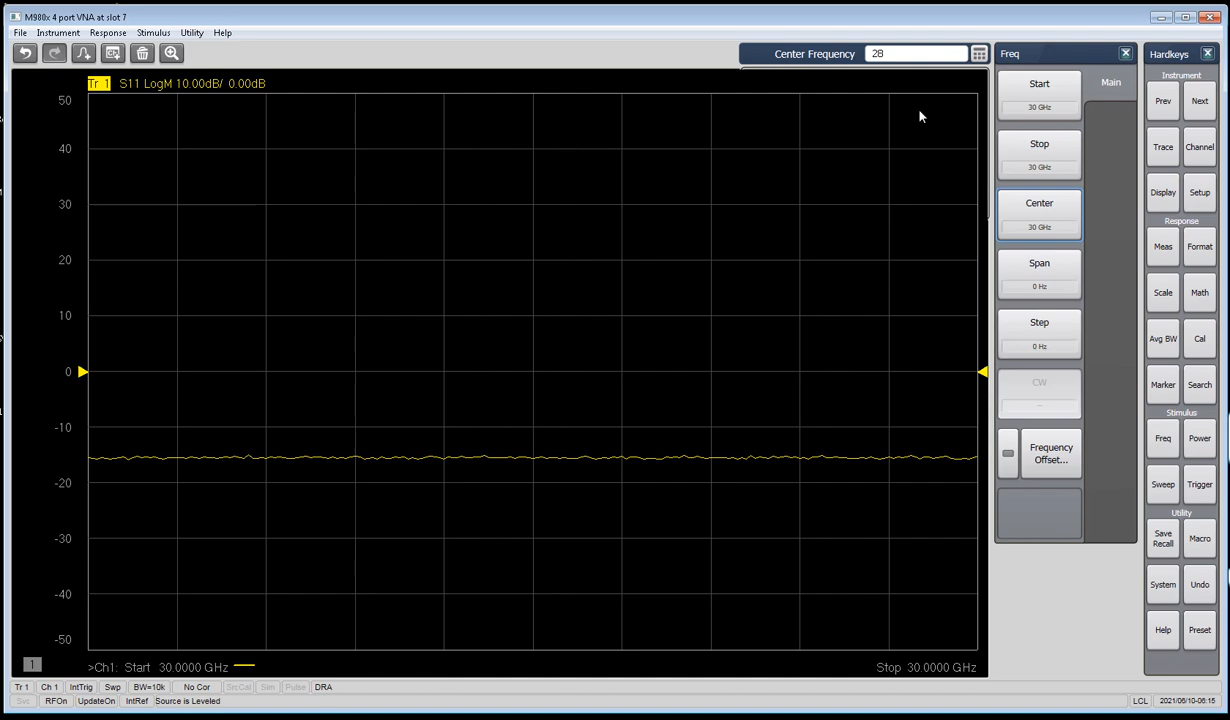 M980x 4 port VNA at slot 7
File Instrument Response Stimulus Utility Help
Center Frequency 28
Tr 1 S11 LogM 10.00dB/ 0.00dB
50
40
30
20
10
0
-10
-20
-30
-40
-50
1
>Ch1: Start 30.0000 GHz
Stop 30.0000 GHz
Freq
Main
Start
30 GHz
Stop
30 GHz
Center
30 GHz
Span
0 Hz
Step
0 Hz
CW
--
Frequency
Offset...
Hardkeys
Instrument
Prev Next
Trace Channel
Display Setup
Response
Meas Format
Scale Math
Avg BW Cal
Marker Search
Stimulus
Freq Power
Sweep Trigger
Utility
Save
Recall
Macro
System Undo
Help Preset
Tr 1 Ch 1 IntTrig Swp BW=10k No Cor SrcCal Sim Pulse DRA
RFOn UpdateOn IntRef Source is Leveled LCL 2021/06/10-06:15